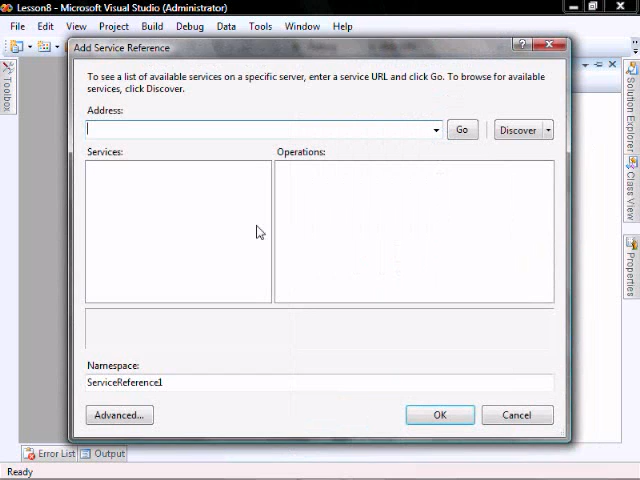 Lesson8 - Microsoft Visual Studio (Administrator)
File Edit View Project Build Debug Data Tools Window Help
Add Service Reference
To see a list of available services on a specific server, enter a service URL and click Go. To browse for available
services, click Discover.
Address:
Go
Discover
Services:
Operations:
Namespace:
ServiceReference1
Advanced...
OK
Cancel
Toolbox
Solution Explorer
Class View
Properties
Error List
Output
Ready